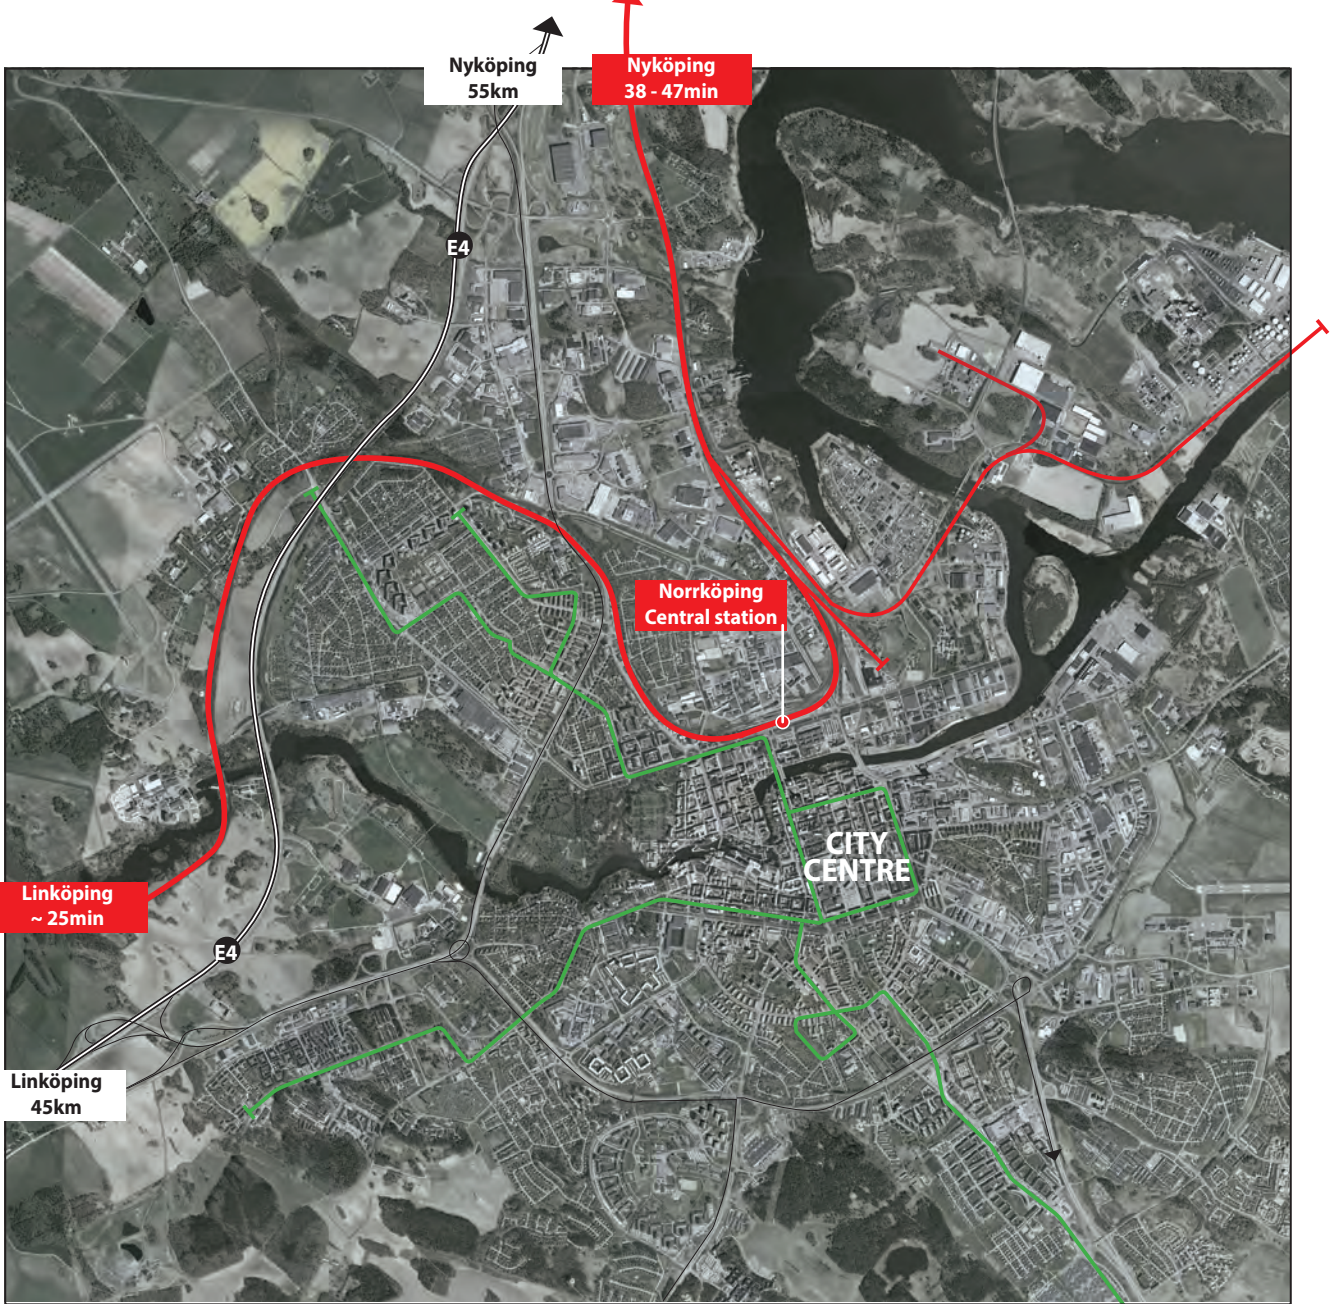 Nyköping
55km
Nyköping
38 - 47min
E4
Norrköping
Central station
CITY
CENTRE
Linköping
~ 25min
E4
Linköping
45km